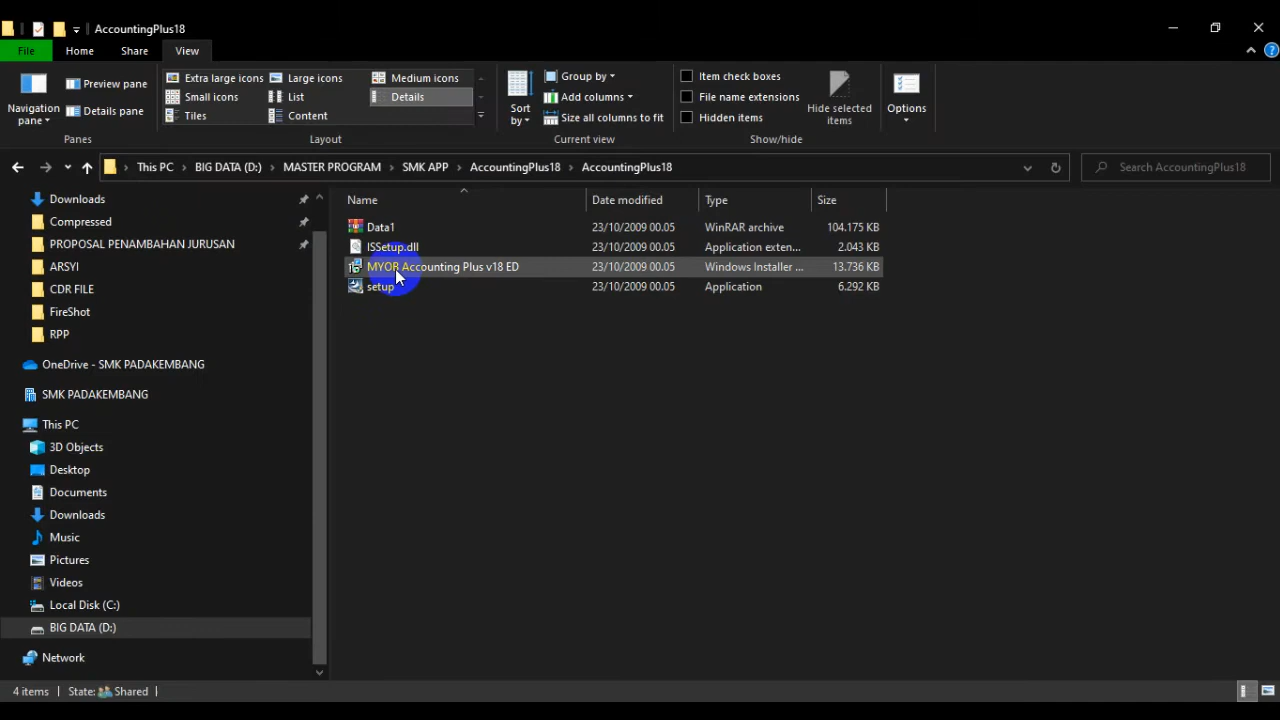 AccountingPlus18
File Home Share View
Preview pane
Details pane
Navigation pane
Panes
Extra large icons Large icons Medium icons
Small icons List Details
Tiles Content
Layout
Sort by
Group by
Add columns
Size all columns to fit
Current view
Item check boxes
File name extensions
Hidden items
Hide selected items
Show/hide
Options
This PC BIG DATA (D:) MASTER PROGRAM SMK APP AccountingPlus18 AccountingPlus18
Search AccountingPlus18
Downloads
Compressed
PROPOSAL PENAMBAHAN JURUSAN
ARSYI
CDR FILE
FireShot
RPP
OneDrive - SMK PADAKEMBANG
SMK PADAKEMBANG
This PC
3D Objects
Desktop
Documents
Downloads
Music
Pictures
Videos
Local Disk (C:)
BIG DATA (D:)
Network
Name Date modified Type Size
Data1 23/10/2009 00.05 WinRAR archive 104.175 KB
ISSetup.dll 23/10/2009 00.05 Application exten... 2.043 KB
MYOR Accounting Plus v18 ED 23/10/2009 00.05 Windows Installer ... 13.736 KB
setup 23/10/2009 00.05 Application 6.292 KB
4 items State: Shared